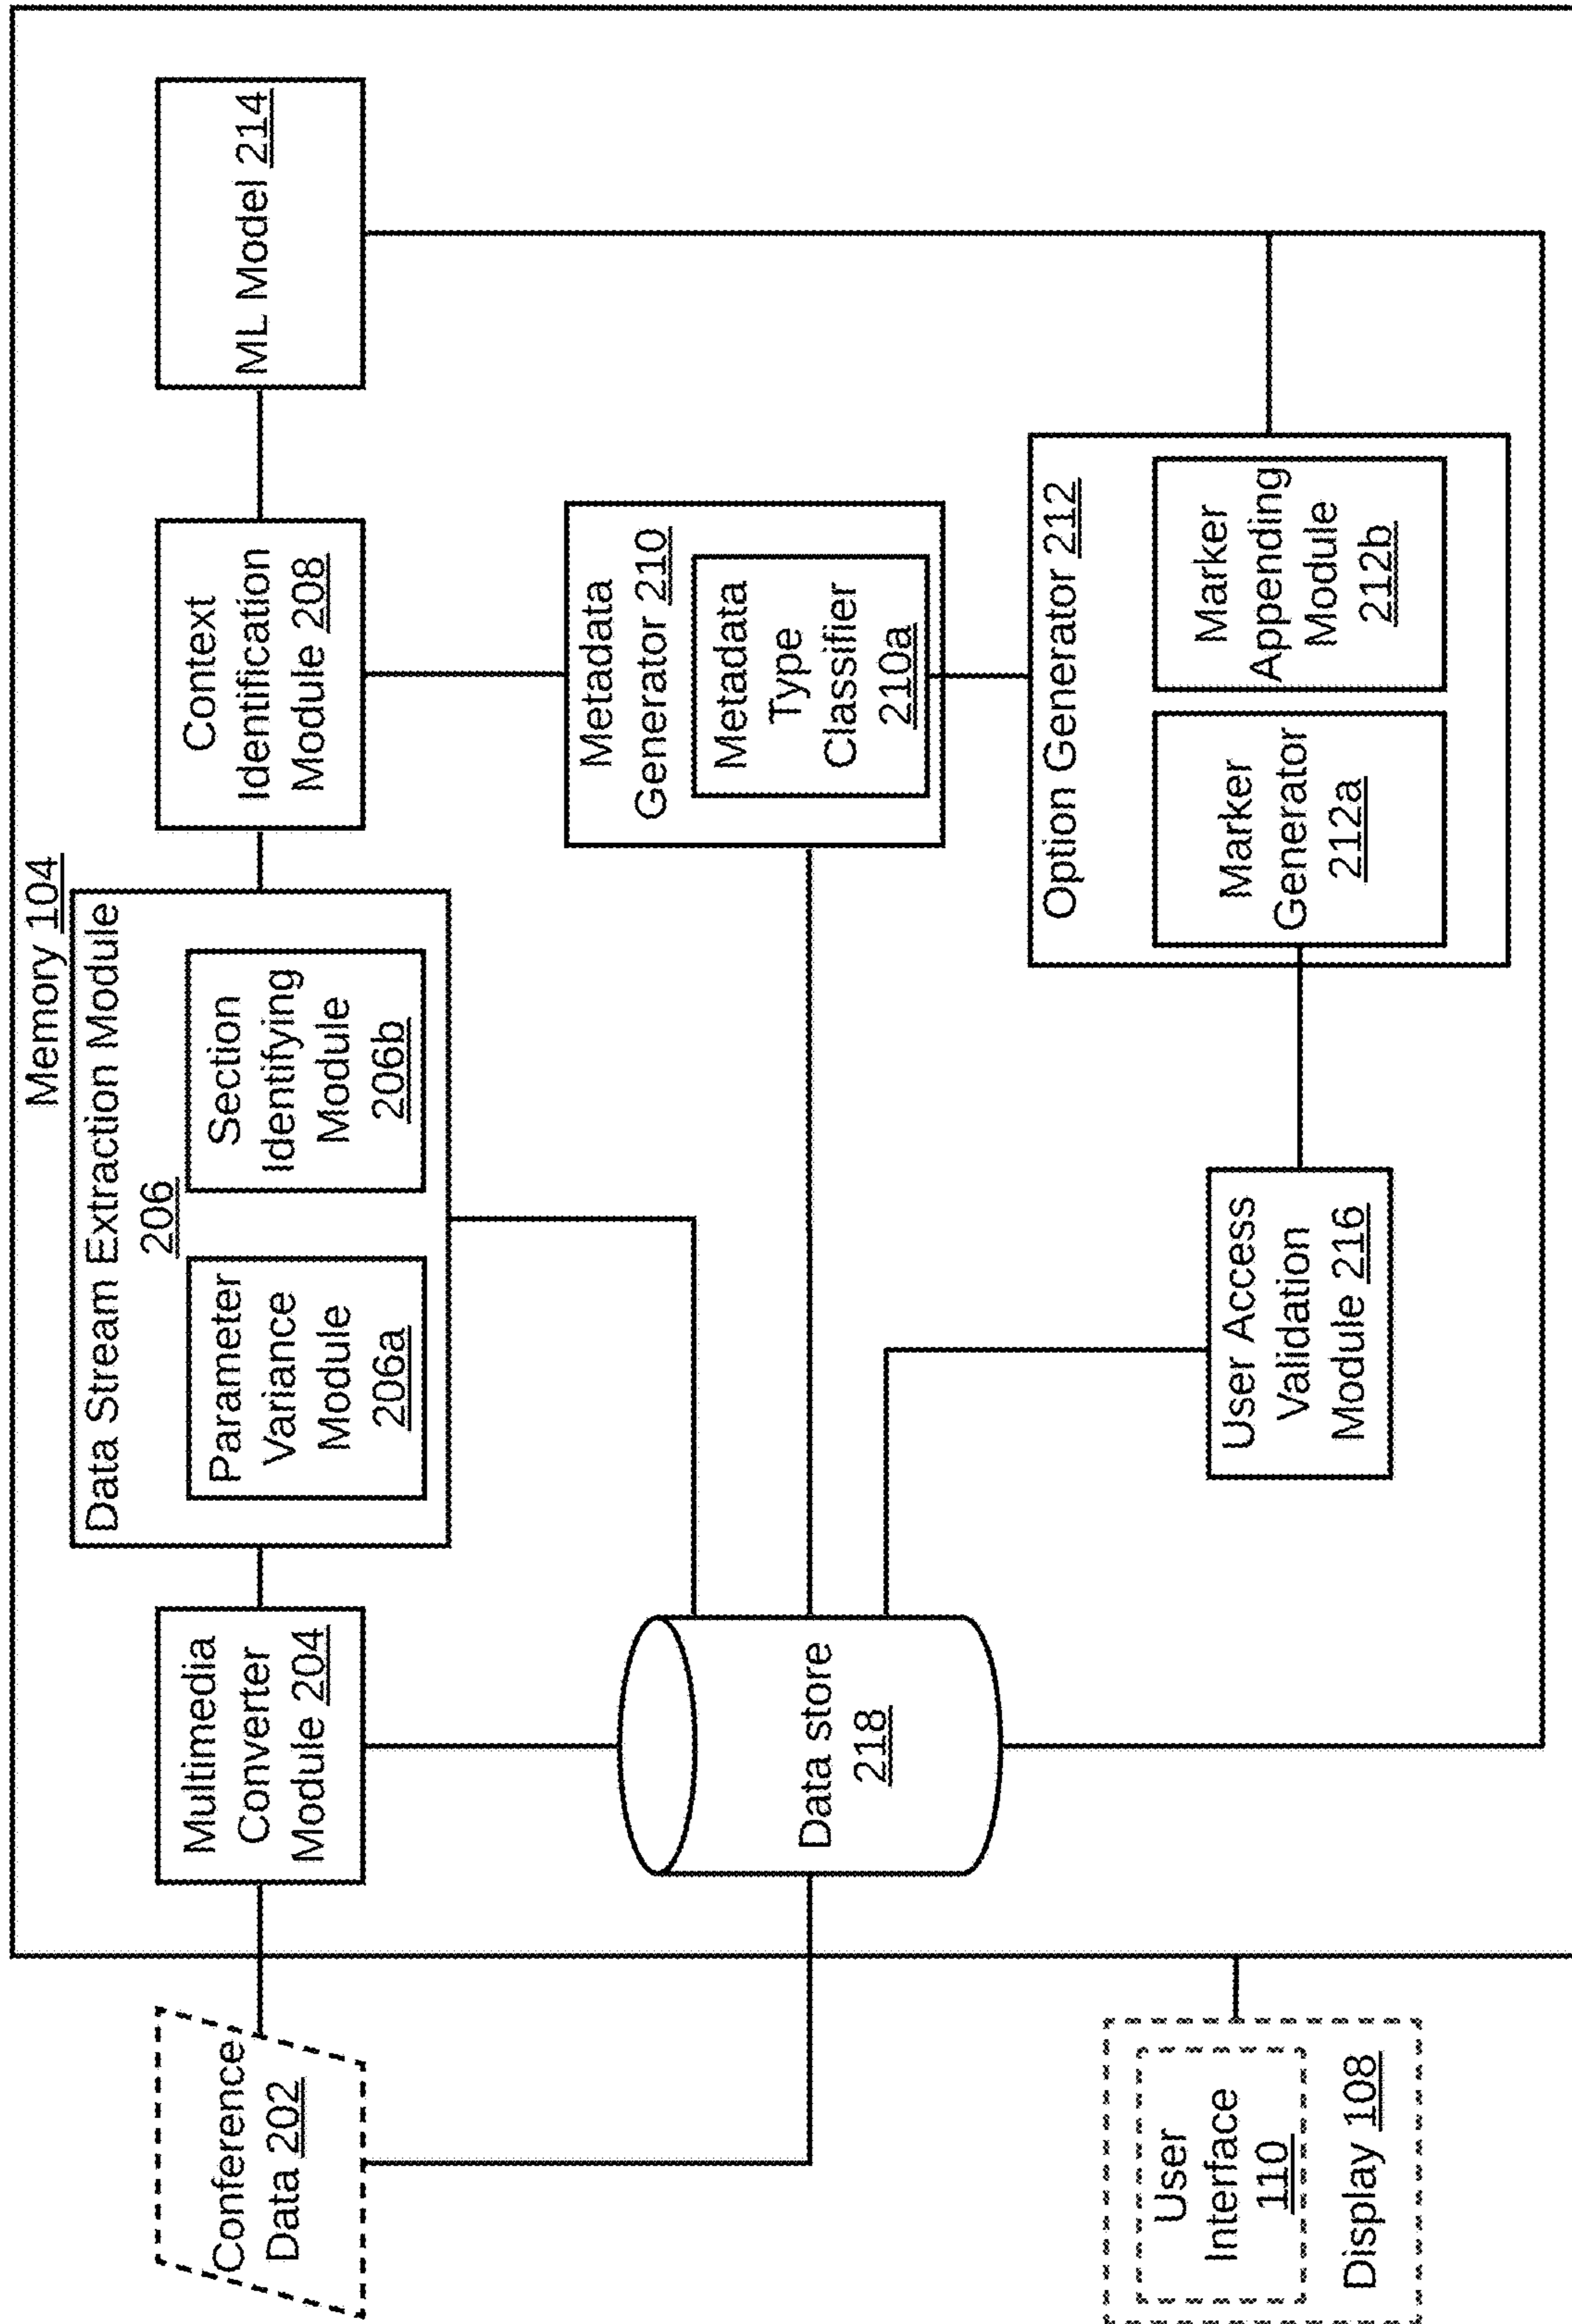 Memory 104
Conference
Data 202
Multimedia
Converter
Module 204
Data Stream Extraction Module
206
Parameter
Variance
Module
206a
Section
Identifying
Module
206b
Context
Identification
Module 208
ML Model 214
Data store
218
Metadata
Generator 210
Metadata
Type
Classifier
210a
User
Interface
110
Display 108
User Access
Validation
Module 216
Option Generator 212
Marker
Generator
212a
Marker
Appending
Module
212b